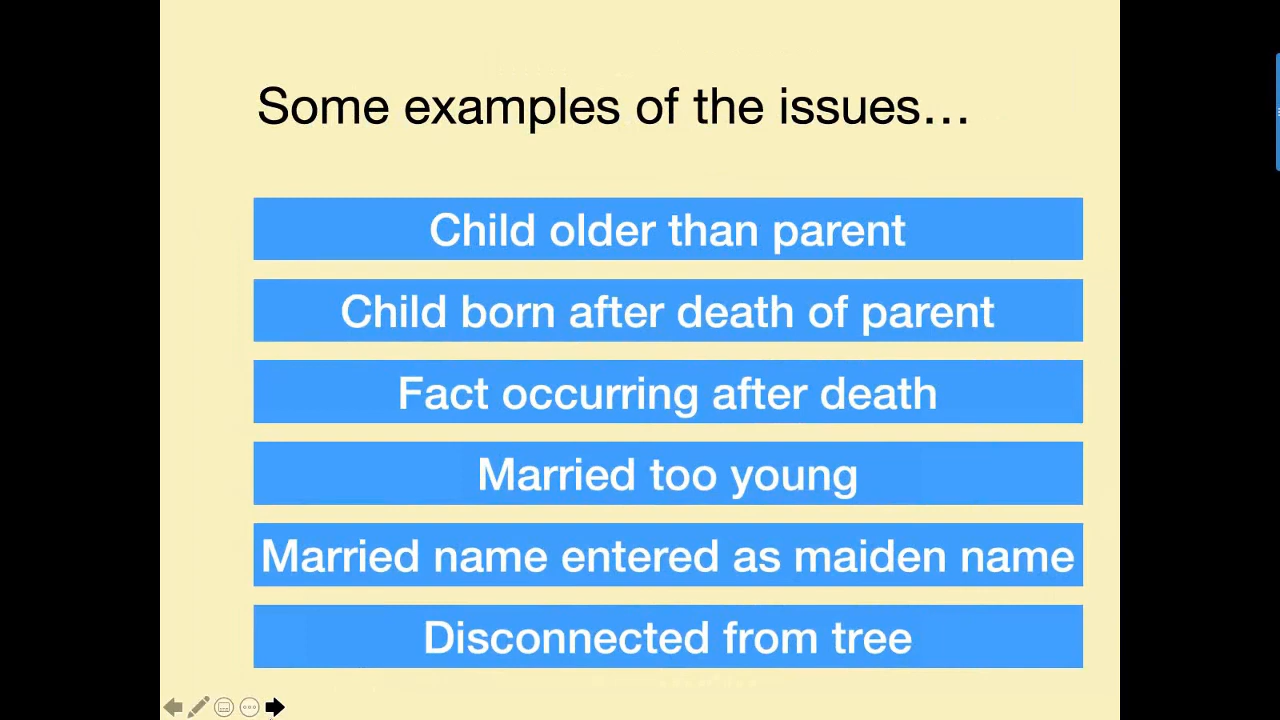 Some examples of the issues…
Child older than parent
Child born after death of parent
Fact occurring after death
Married too young
Married name entered as maiden name
Disconnected from tree